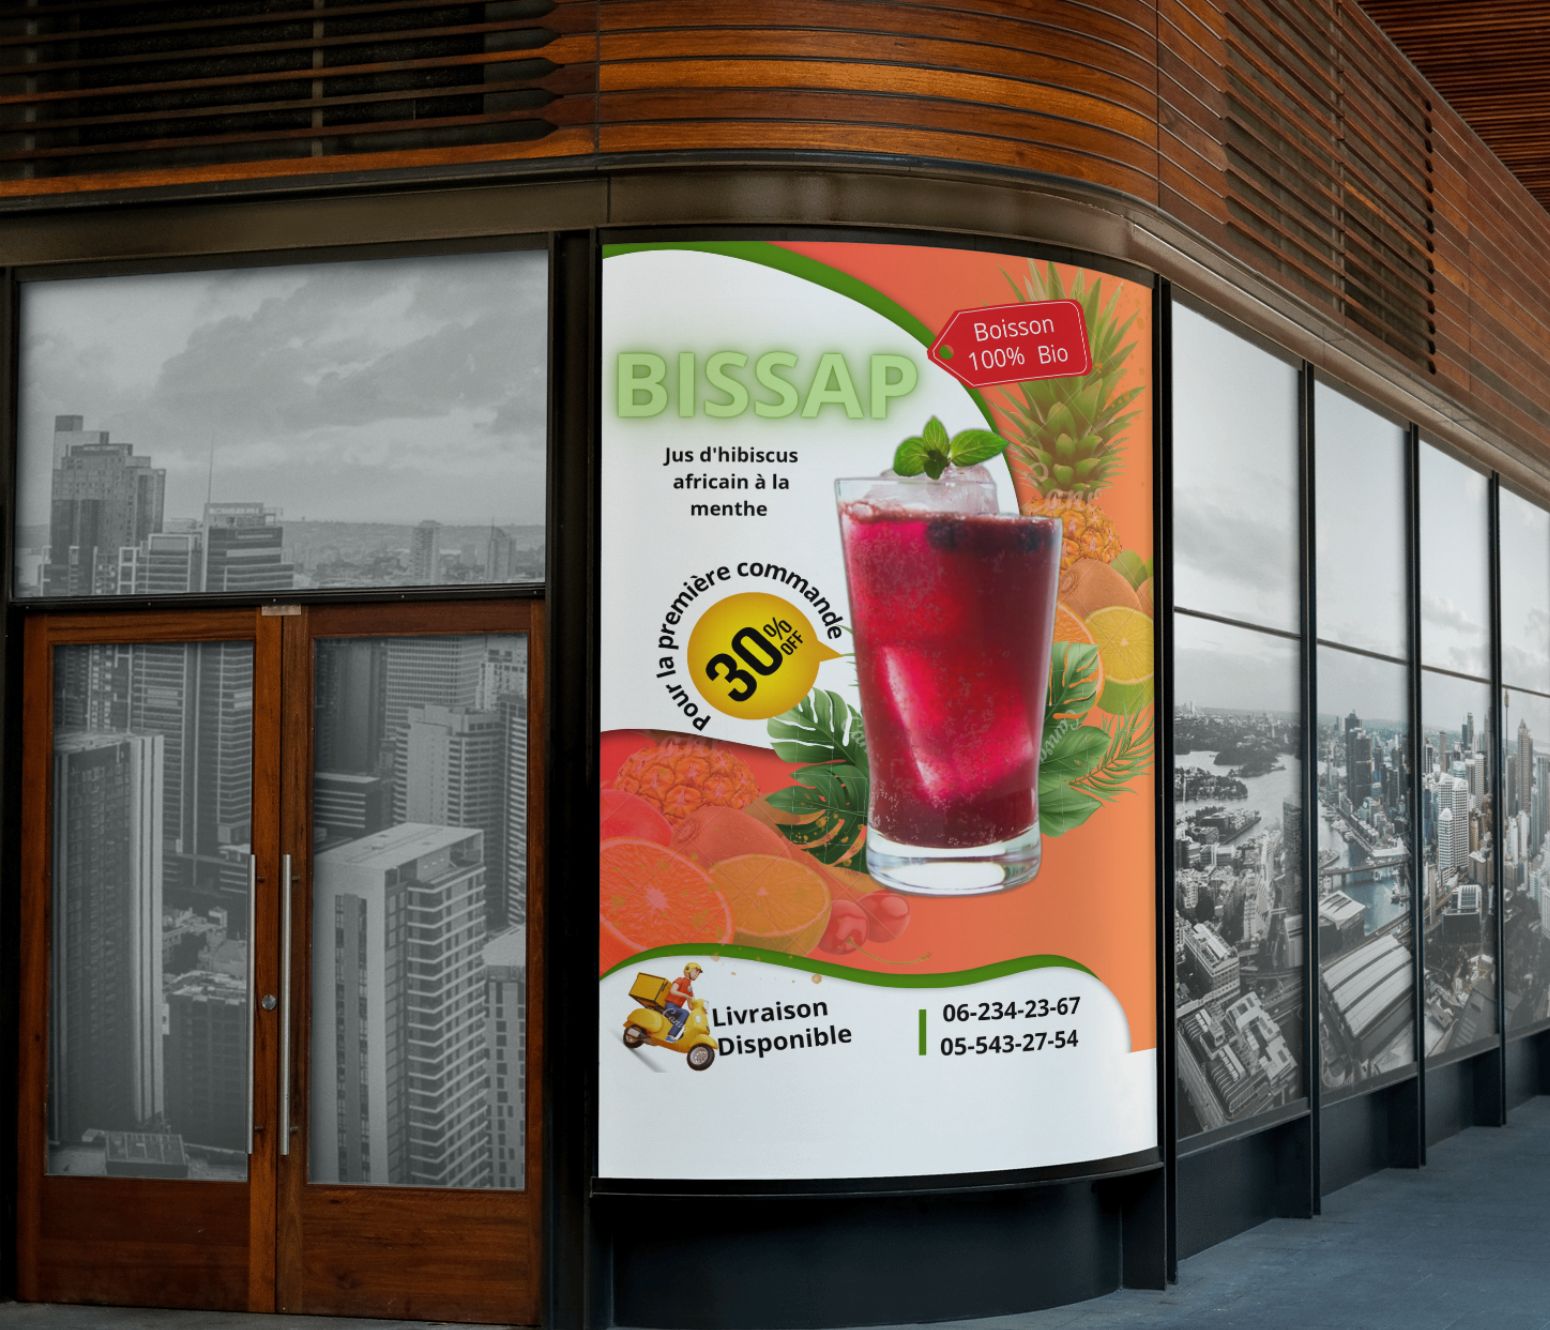 Boisson
100% Bio
BISSAP
Jus d'hibiscus
africain à la
menthe
Pour la première commande
30%
OFF
Livraison
Disponible
06-234-23-67
05-543-27-54